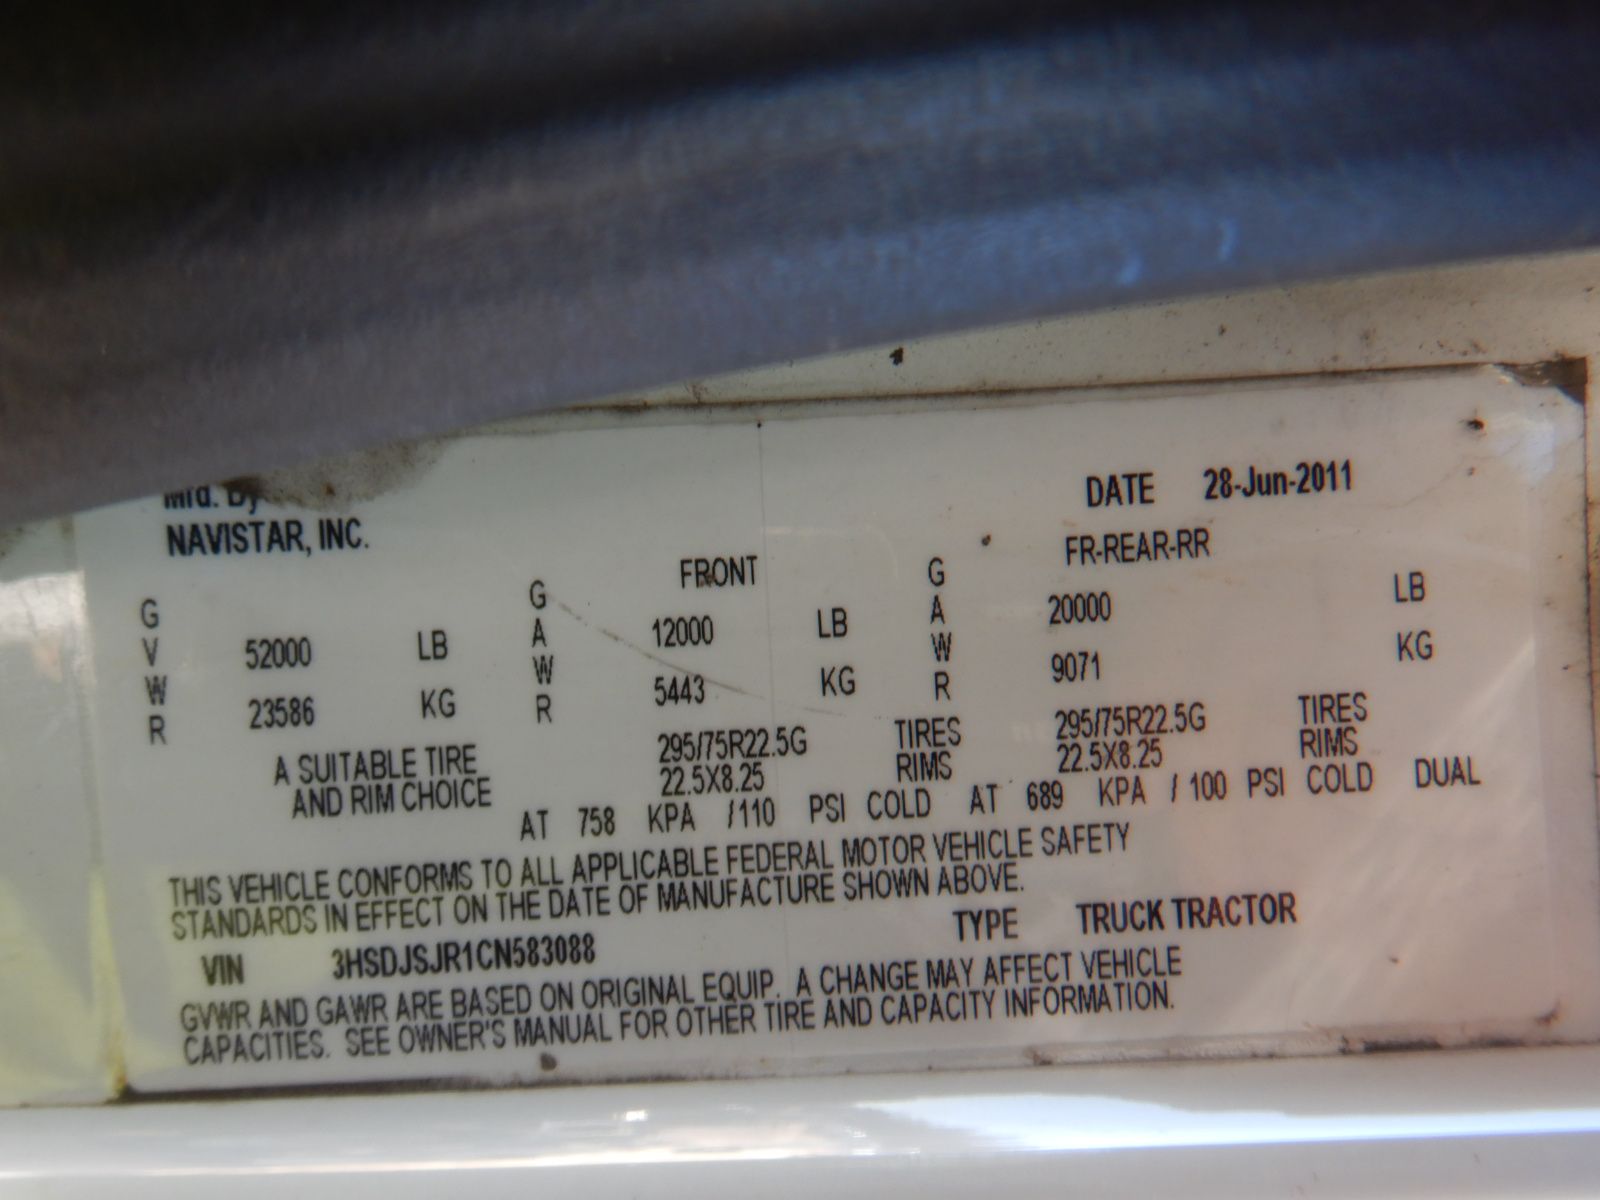 Mfd. By
NAVISTAR, INC.
DATE 28-Jun-2011
FRONT FR-REAR-RR
GVWR 52000 LB GAWR 12000 LB GAWR 20000 LB
23586 KG 5443 KG 9071 KG
A SUITABLE TIRE 295/75R22.5G TIRES 295/75R22.5G TIRES
AND RIM CHOICE 22.5X8.25 RIMS 22.5X8.25 RIMS
AT 758 KPA /110 PSI COLD AT 689 KPA / 100 PSI COLD DUAL
THIS VEHICLE CONFORMS TO ALL APPLICABLE FEDERAL MOTOR VEHICLE SAFETY
STANDARDS IN EFFECT ON THE DATE OF MANUFACTURE SHOWN ABOVE.
VIN 3HSDJSJR1CN583088 TYPE TRUCK TRACTOR
GVWR AND GAWR ARE BASED ON ORIGINAL EQUIP. A CHANGE MAY AFFECT VEHICLE
CAPACITIES. SEE OWNER'S MANUAL FOR OTHER TIRE AND CAPACITY INFORMATION.